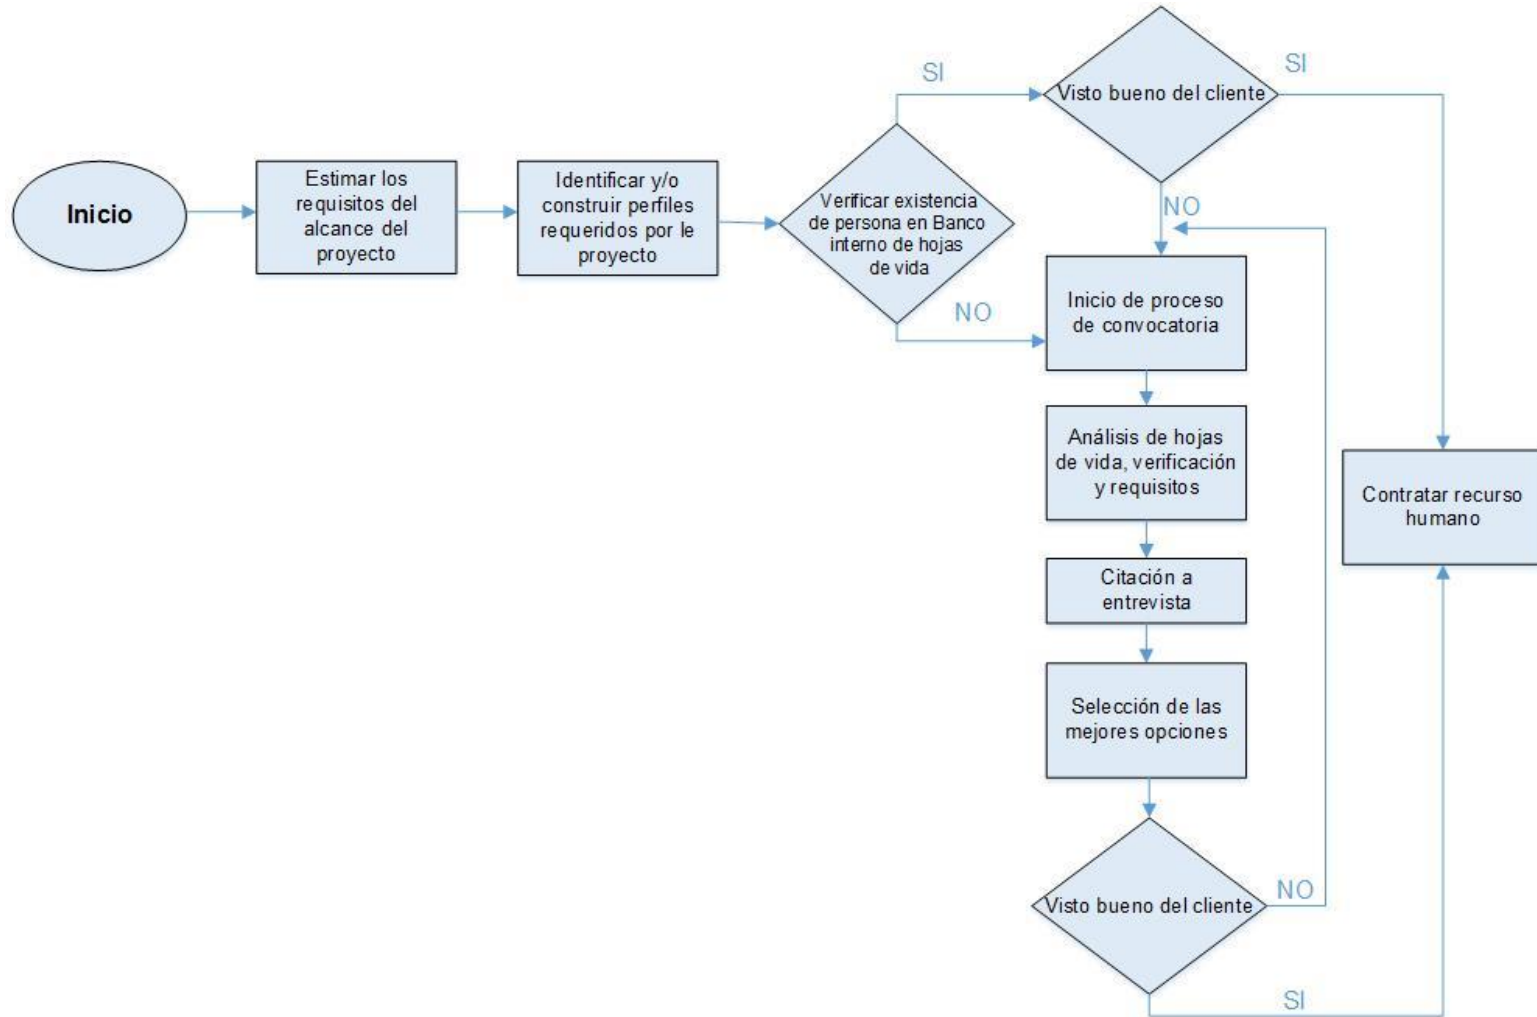 Inicio
Estimar los
requisitos del
alcance del
proyecto
Identificar y/o
construir perfiles
requeridos por le
proyecto
Verificar existencia
de persona en Banco
interno de hojas
de vida
SI
Visto bueno del cliente
SI
NO
NO
Inicio de proceso
de convocatoria
Análisis de hojas
de vida, verificación
y requisitos
Citación a
entrevista
Selección de las
mejores opciones
Visto bueno del cliente
NO
SI
Contratar recurso
humano